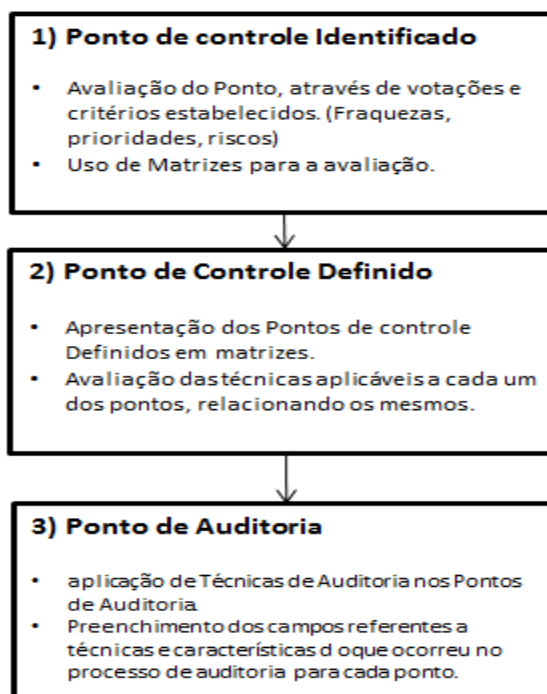 1) Ponto de controle Identificado
• Avaliação do Ponto, através de votações e
critérios estabelecidos. (Fraquezas,
prioridades, riscos)
• Uso de Matrizes para a avaliação.
2) Ponto de Controle Definido
• Apresentação dos Pontos de controle
Definidos em matrizes.
• Avaliação das técnicas aplicáveis a cada um
dos pontos, relacionando os mesmos.
3) Ponto de Auditoria
• aplicação de Técnicas de Auditoria nos Pontos
de Auditoria.
• Preenchimento dos campos referentes a
técnicas e características d oque ocorreu no
processo de auditoria para cada ponto.